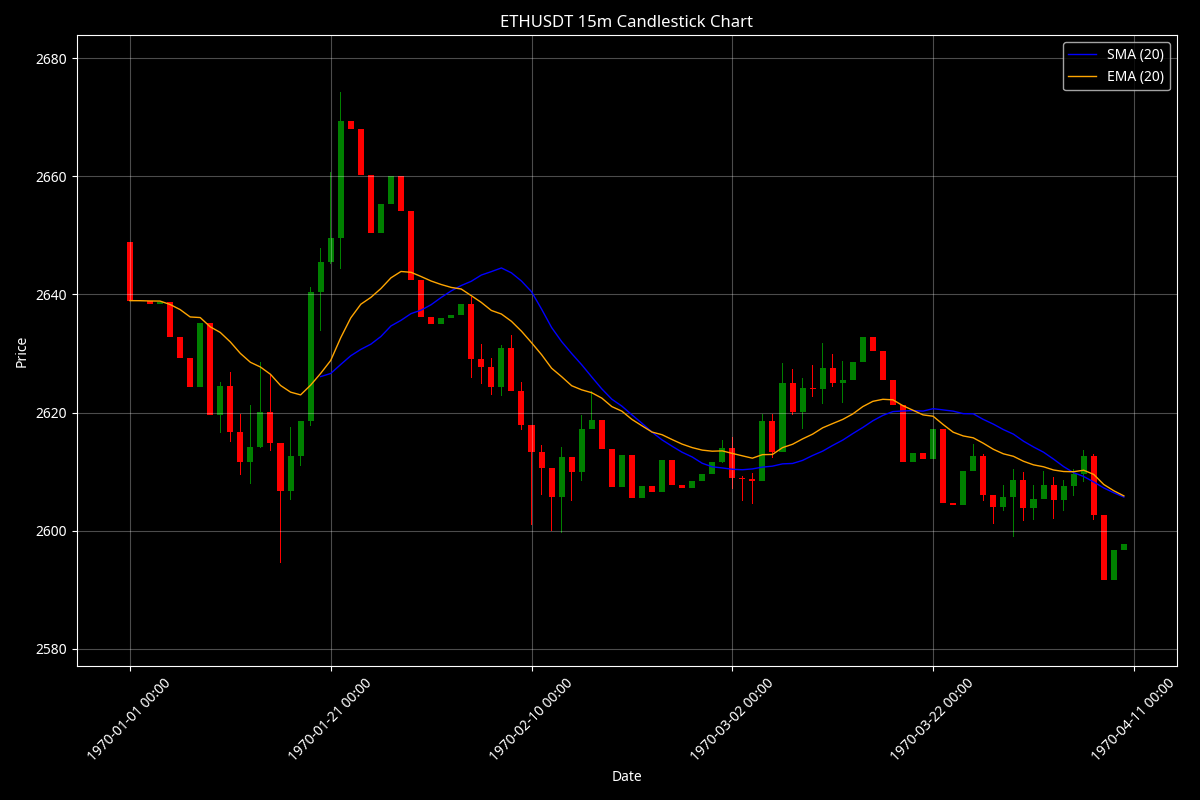 ETHUSDT 15m Candlestick Chart
SMA (20)
EMA (20)
2680
2660
2640
2620
2600
2580
Price
1970-01-01 00:00
1970-01-21 00:00
1970-02-10 00:00
1970-03-02 00:00
1970-03-22 00:00
1970-04-11 00:00
Date